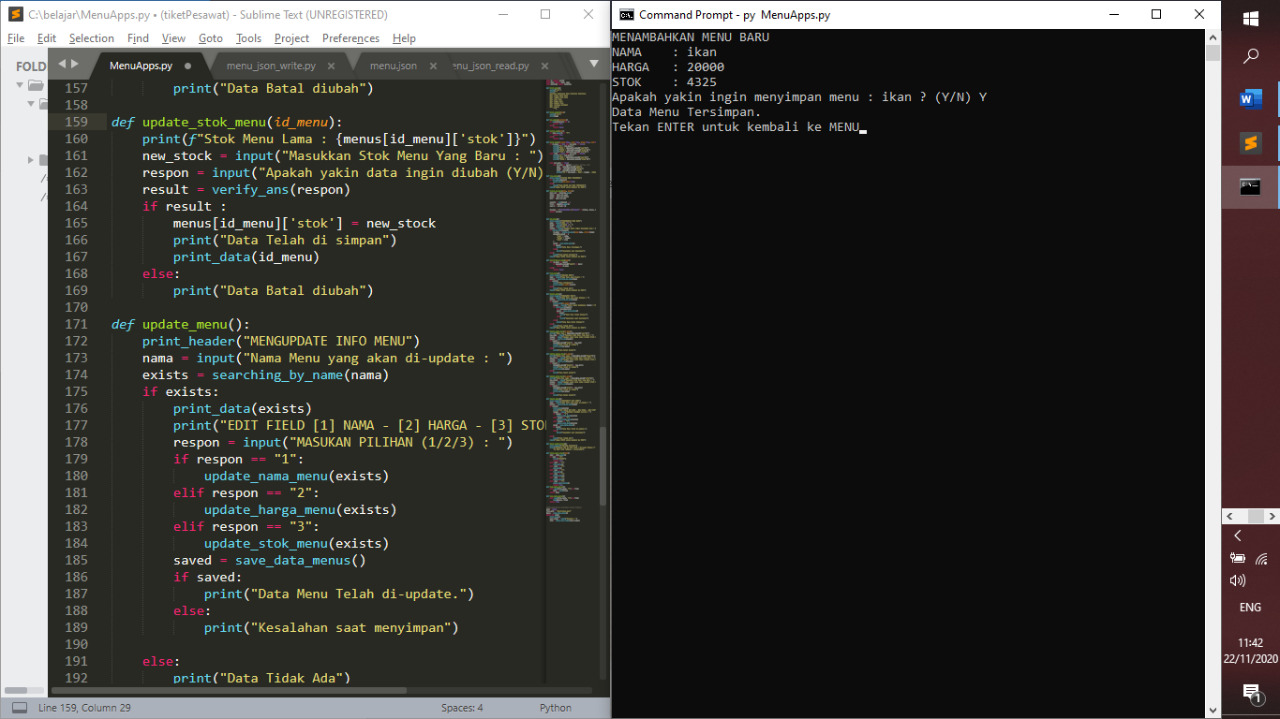 C:\belajar\MenuApps.py • (tiketPesawat) - Sublime Text (UNREGISTERED)
File Edit Selection Find View Goto Tools Project Preferences Help
FOLD
MenuApps.py
menu_json_write.py
menu.json
nu_json_read.py
157 print("Data Batal diubah")
158
159 def update_stok_menu(id_menu):
160 print(f"Stok Menu Lama : {menus[id_menu]['stok']}")
161 new_stock = input("Masukkan Stok Menu Yang Baru : ")
162 respon = input("Apakah yakin data ingin diubah (Y/N)
163 result = verify_ans(respon)
164 if result :
165 menus[id_menu]['stok'] = new_stock
166 print("Data Telah di simpan")
167 print_data(id_menu)
168 else:
169 print("Data Batal diubah")
170
171 def update_menu():
172 print_header("MENGUPDATE INFO MENU")
173 nama = input("Nama Menu yang akan di-update : ")
174 exists = searching_by_name(nama)
175 if exists:
176 print_data(exists)
177 print("EDIT FIELD [1] NAMA - [2] HARGA - [3] STO
178 respon = input("MASUKAN PILIHAN (1/2/3) : ")
179 if respon == "1":
180 update_nama_menu(exists)
181 elif respon == "2":
182 update_harga_menu(exists)
183 elif respon == "3":
184 update_stok_menu(exists)
185 saved = save_data_menus()
186 if saved:
187 print("Data Menu Telah di-update.")
188 else:
189 print("Kesalahan saat menyimpan")
190
191 else:
192 print("Data Tidak Ada")
Line 159, Column 29
Spaces: 4
Python
Command Prompt - py MenuApps.py
MENAMBAHKAN MENU BARU
NAMA : ikan
HARGA : 20000
STOK : 4325
Apakah yakin ingin menyimpan menu : ikan ? (Y/N) Y
Data Menu Tersimpan.
Tekan ENTER untuk kembali ke MENU
ENG
11:42
22/11/2020
1